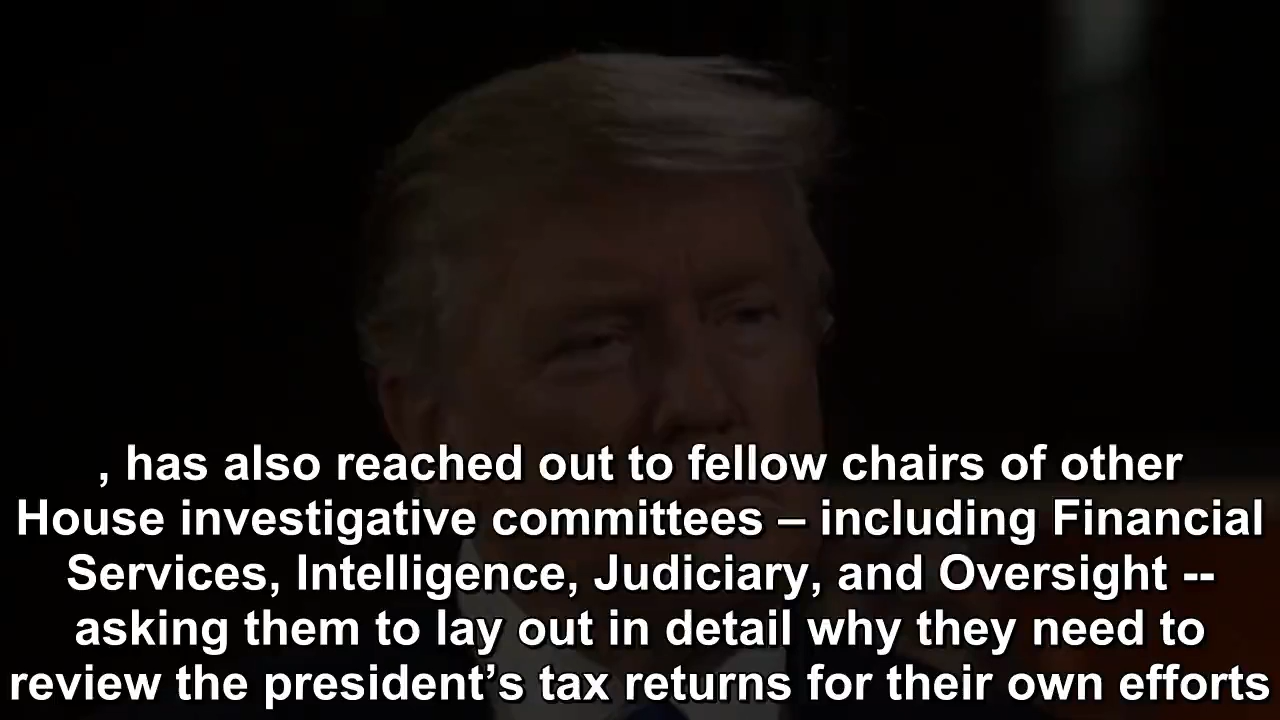 , has also reached out to fellow chairs of other
House investigative committees – including Financial
Services, Intelligence, Judiciary, and Oversight --
asking them to lay out in detail why they need to
review the president’s tax returns for their own efforts